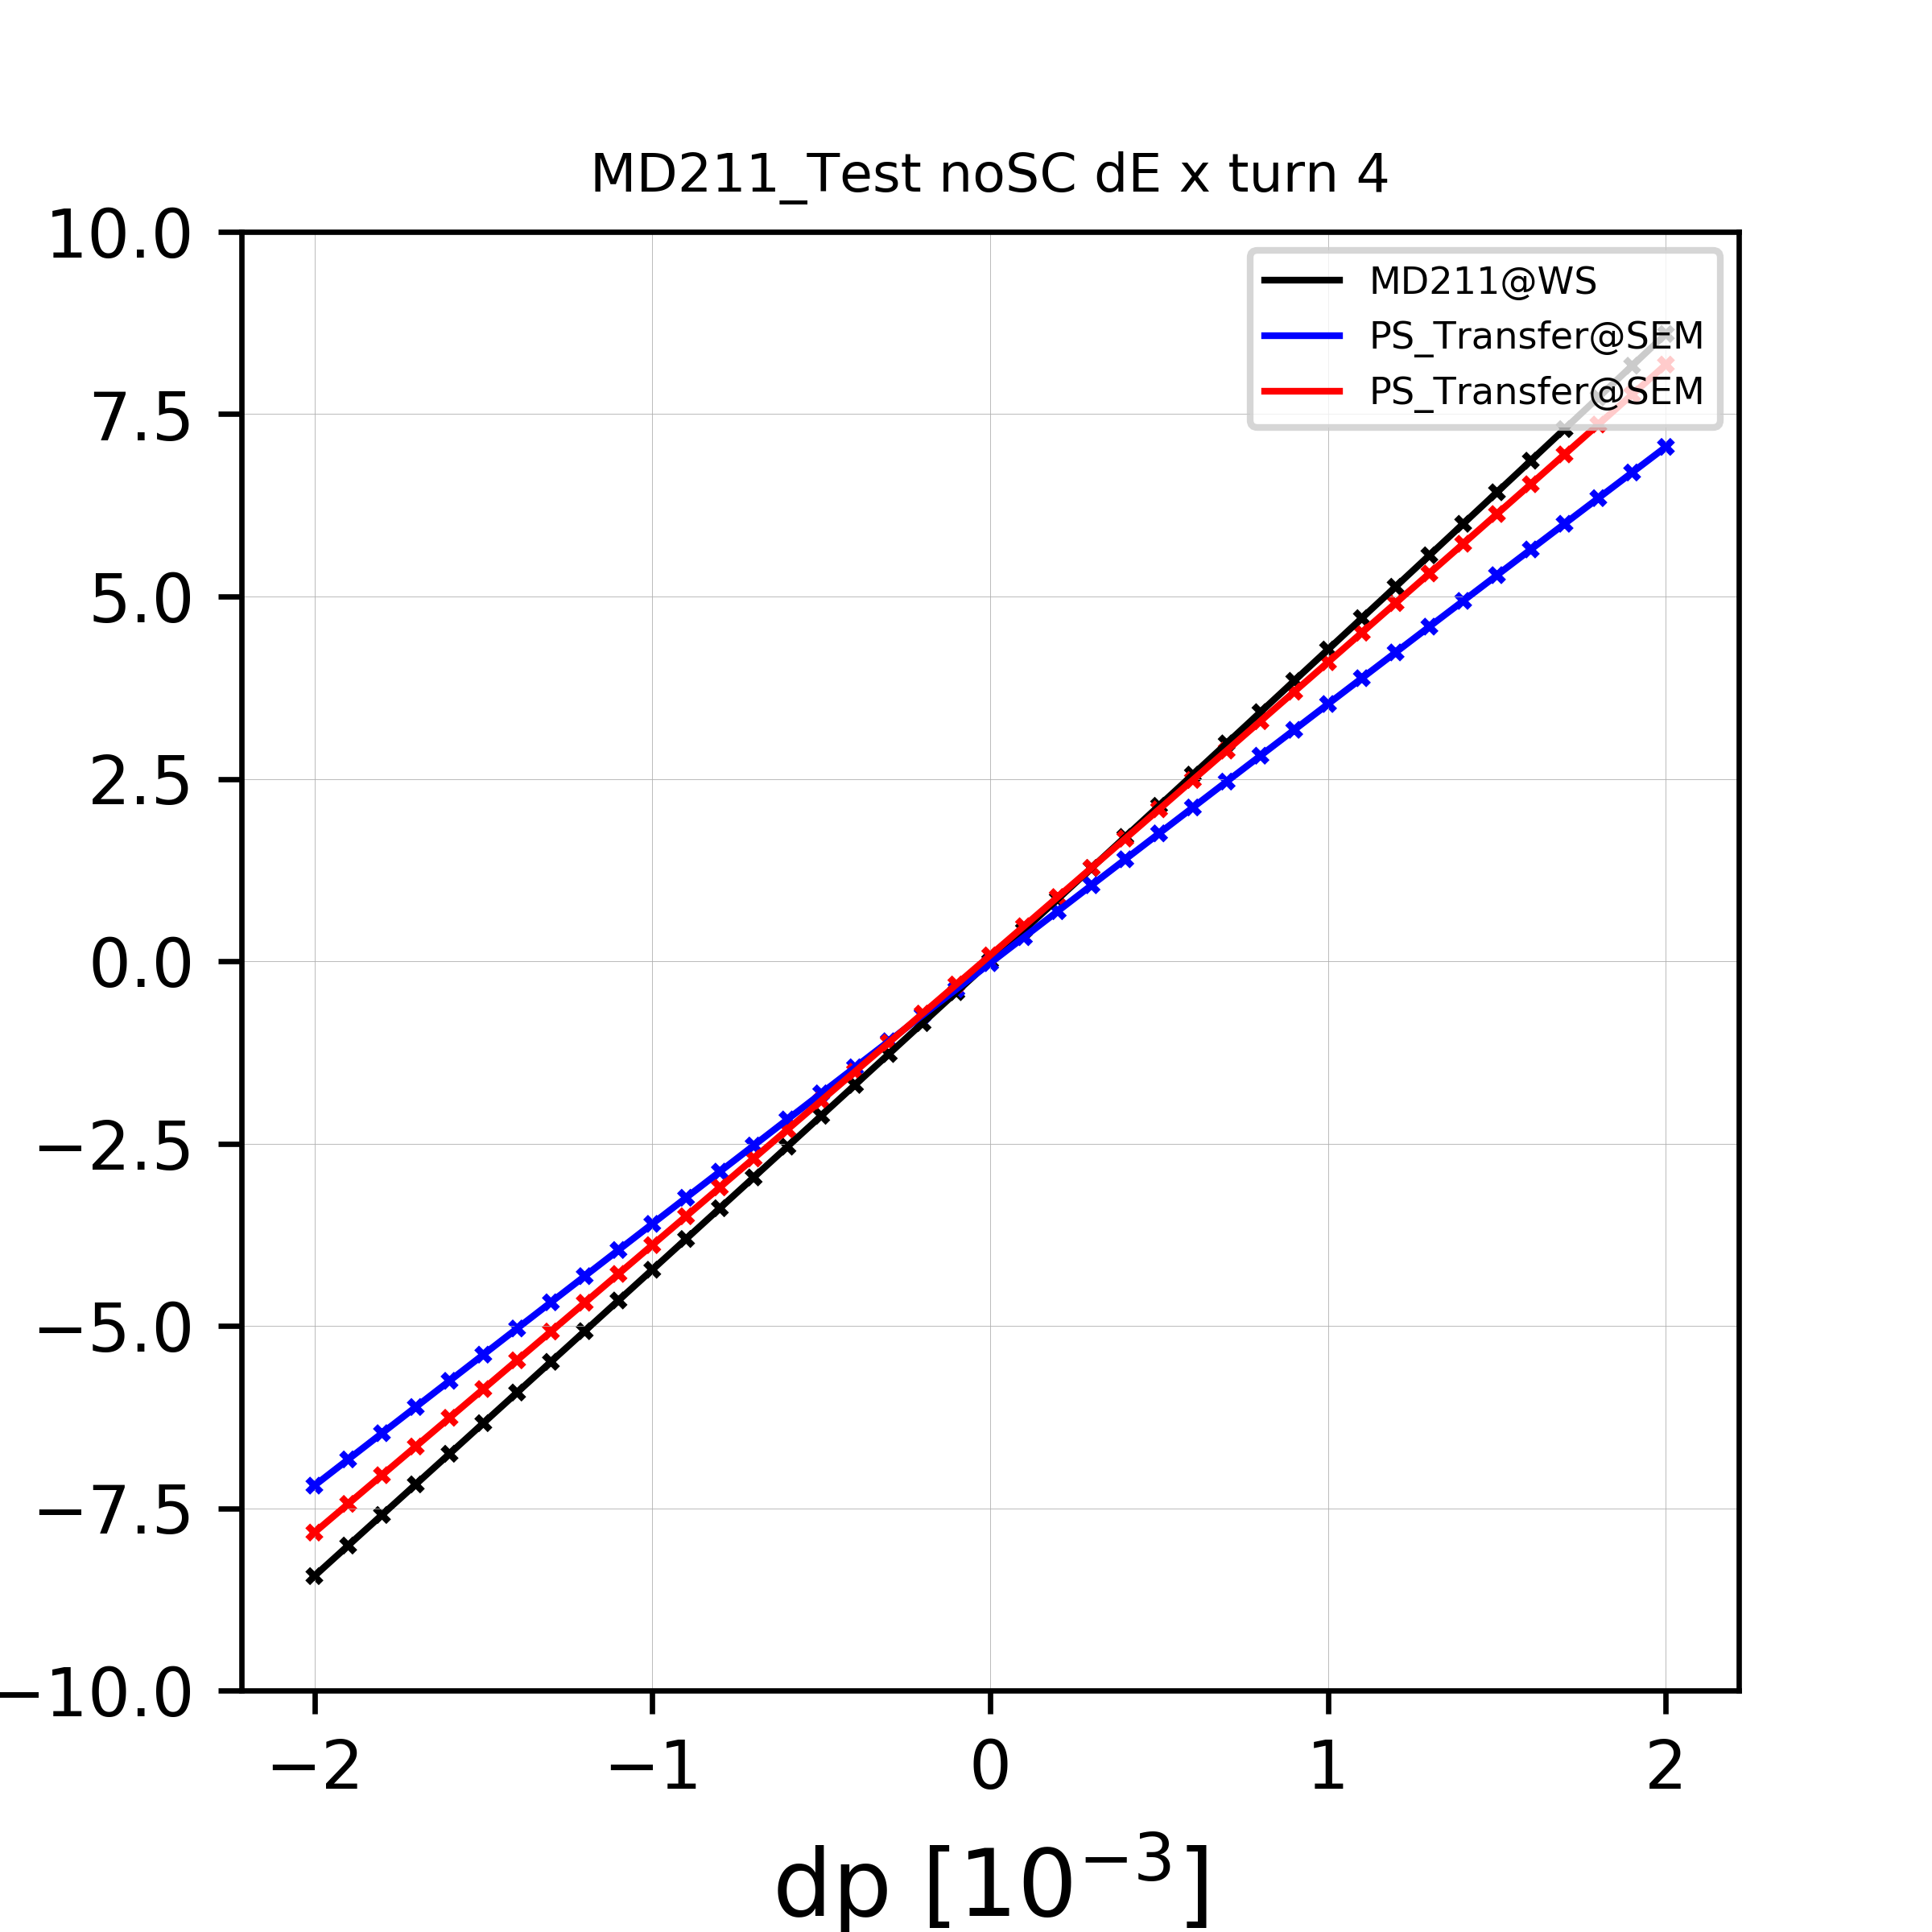 MD211_Test noSC dE x turn 4
10.0
7.5
5.0
2.5
0.0
−2.5
−5.0
−7.5
−10.0
MD211@WS
PS_Transfer@SEM
PS_Transfer@SEM
−2 −1 0 1 2
dp [10⁻³]